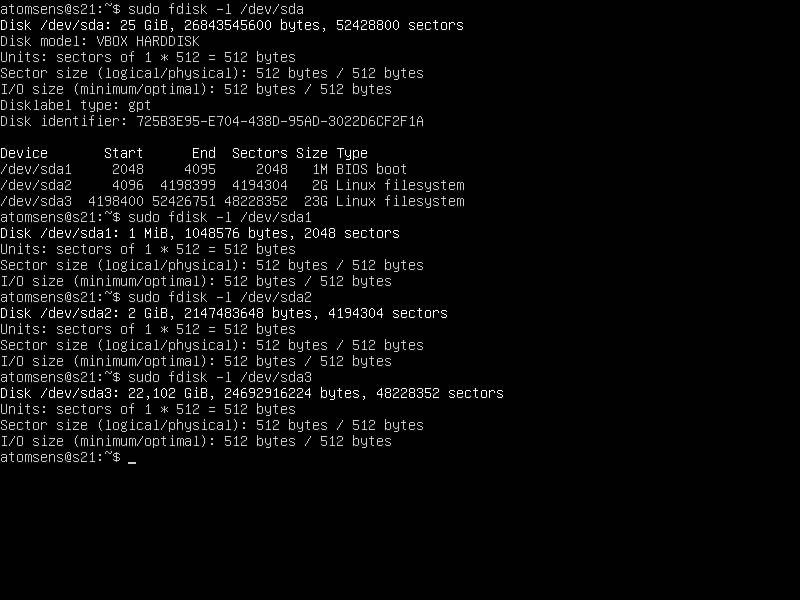 atomsens@s21:~$ sudo fdisk -l /dev/sda
Disk /dev/sda: 25 GiB, 26843545600 bytes, 52428800 sectors
Disk model: VBOX HARDDISK
Units: sectors of 1 * 512 = 512 bytes
Sector size (logical/physical): 512 bytes / 512 bytes
I/O size (minimum/optimal): 512 bytes / 512 bytes
Disklabel type: gpt
Disk identifier: 725B3E95-E704-438D-95AD-3022D6CF2F1A

Device       Start      End  Sectors Size Type
/dev/sda1     2048     4095     2048   1M BIOS boot
/dev/sda2     4096  4198399  4194304   2G Linux filesystem
/dev/sda3  4198400 52426751 48228352  23G Linux filesystem
atomsens@s21:~$ sudo fdisk -l /dev/sda1
Disk /dev/sda1: 1 MiB, 1048576 bytes, 2048 sectors
Units: sectors of 1 * 512 = 512 bytes
Sector size (logical/physical): 512 bytes / 512 bytes
I/O size (minimum/optimal): 512 bytes / 512 bytes
atomsens@s21:~$ sudo fdisk -l /dev/sda2
Disk /dev/sda2: 2 GiB, 2147483648 bytes, 4194304 sectors
Units: sectors of 1 * 512 = 512 bytes
Sector size (logical/physical): 512 bytes / 512 bytes
I/O size (minimum/optimal): 512 bytes / 512 bytes
atomsens@s21:~$ sudo fdisk -l /dev/sda3
Disk /dev/sda3: 22,102 GiB, 24692916224 bytes, 48228352 sectors
Units: sectors of 1 * 512 = 512 bytes
Sector size (logical/physical): 512 bytes / 512 bytes
I/O size (minimum/optimal): 512 bytes / 512 bytes
atomsens@s21:~$ _